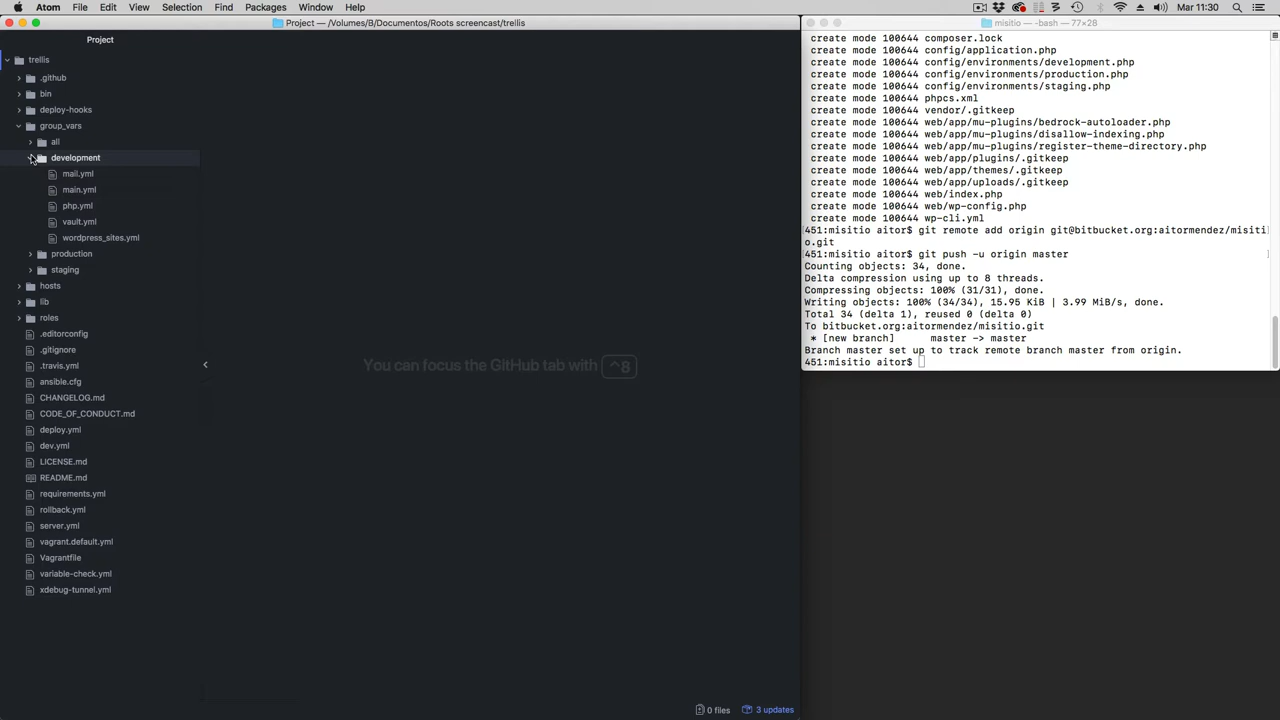 Atom File Edit View Selection Find Packages Window Help
Mar 11:30
Project — /Volumes/B/Documentos/Roots screencast/trellis
Project
trellis
.github
bin
deploy-hooks
group_vars
all
development
mail.yml
main.yml
php.yml
vault.yml
wordpress_sites.yml
production
staging
hosts
lib
roles
.editorconfig
.gitignore
.travis.yml
ansible.cfg
CHANGELOG.md
CODE_OF_CONDUCT.md
deploy.yml
dev.yml
LICENSE.md
README.md
requirements.yml
rollback.yml
server.yml
vagrant.default.yml
Vagrantfile
variable-check.yml
xdebug-tunnel.yml
You can focus the GitHub tab with ^8
0 files 3 updates
misitio — -bash — 77×28
create mode 100644 composer.lock
create mode 100644 config/application.php
create mode 100644 config/environments/development.php
create mode 100644 config/environments/production.php
create mode 100644 config/environments/staging.php
create mode 100644 phpcs.xml
create mode 100644 vendor/.gitkeep
create mode 100644 web/app/mu-plugins/bedrock-autoloader.php
create mode 100644 web/app/mu-plugins/disallow-indexing.php
create mode 100644 web/app/mu-plugins/register-theme-directory.php
create mode 100644 web/app/plugins/.gitkeep
create mode 100644 web/app/themes/.gitkeep
create mode 100644 web/app/uploads/.gitkeep
create mode 100644 web/index.php
create mode 100644 web/wp-config.php
create mode 100644 wp-cli.yml
[451:misitio aitor$ git remote add origin git@bitbucket.org:aitormendez/misiti]
o.git
[451:misitio aitor$ git push -u origin master ]
Counting objects: 34, done.
Delta compression using up to 8 threads.
Compressing objects: 100% (31/31), done.
Writing objects: 100% (34/34), 15.95 KiB | 3.99 MiB/s, done.
Total 34 (delta 1), reused 0 (delta 0)
To bitbucket.org:aitormendez/misitio.git
* [new branch] master -> master
Branch master set up to track remote branch master from origin.
451:misitio aitor$